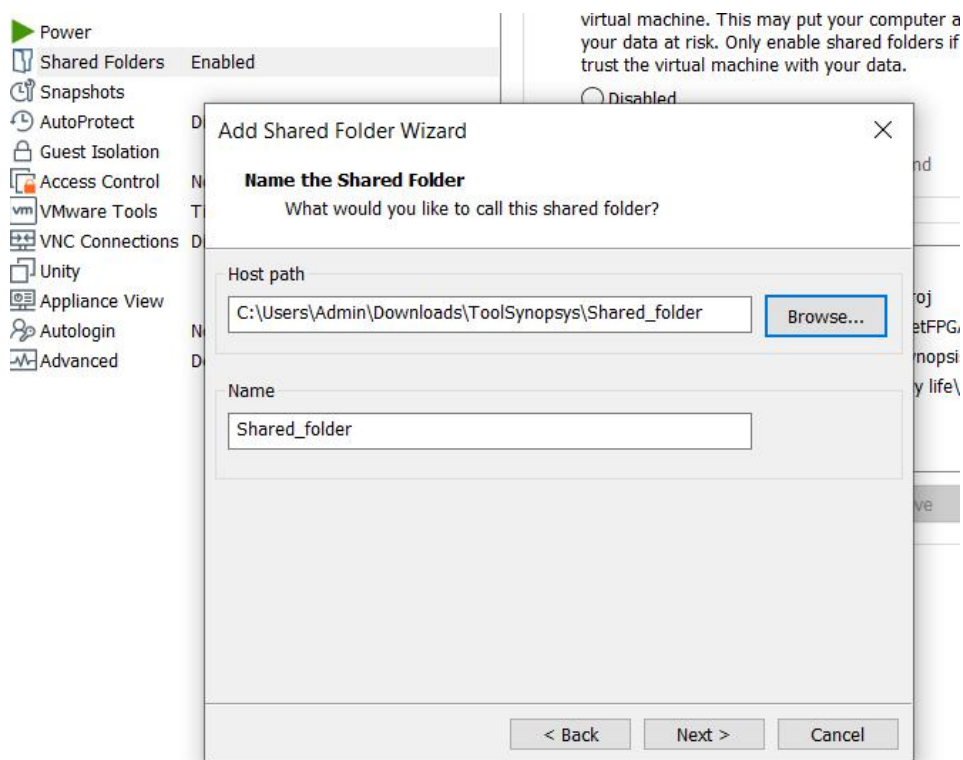 Power
Shared Folders Enabled
Snapshots
AutoProtect
Guest Isolation
Access Control
vm VMware Tools
VNC Connections
Unity
Appliance View
Autologin
Advanced
virtual machine. This may put your computer a
your data at risk. Only enable shared folders if
trust the virtual machine with your data.
Disabled
Add Shared Folder Wizard
Name the Shared Folder
What would you like to call this shared folder?
Host path
C:\Users\Admin\Downloads\ToolSynopsys\Shared_folder
Browse...
Name
Shared_folder
< Back Next > Cancel
y life\